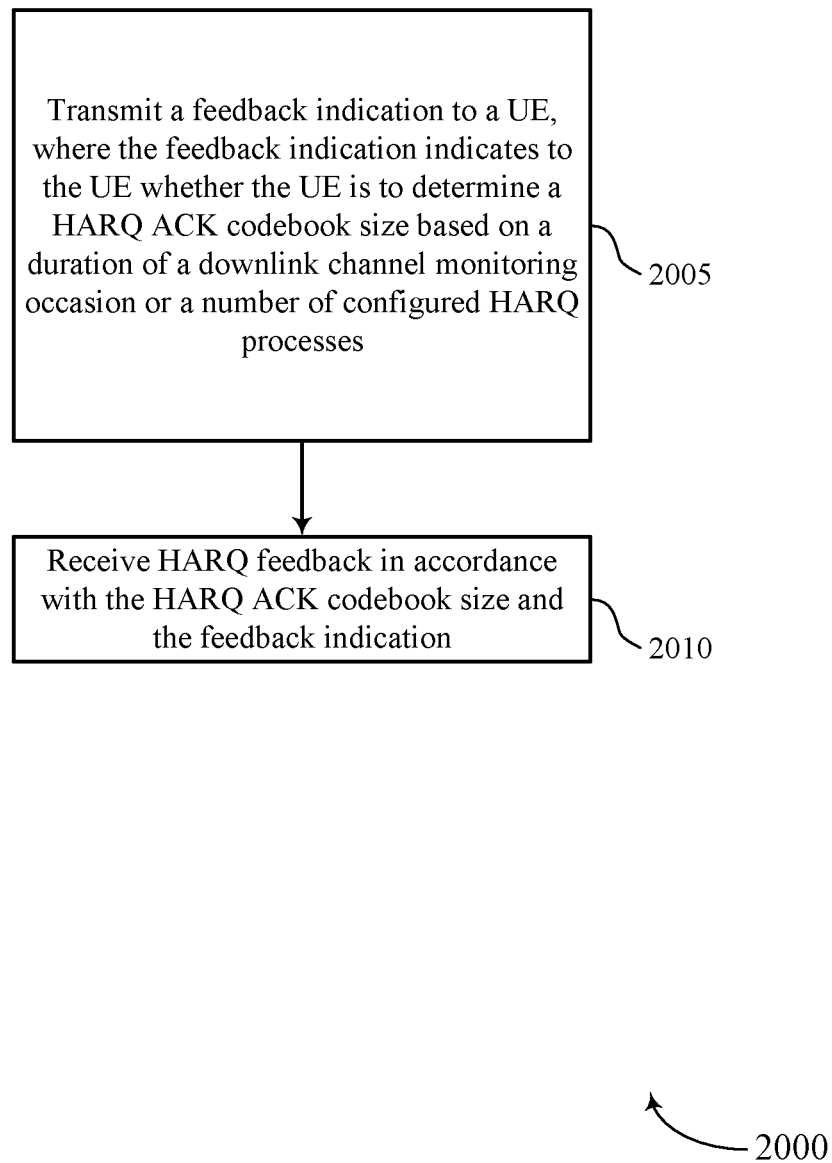 Transmit a feedback indication to a UE,
where the feedback indication indicates to
the UE whether the UE is to determine a
HARQ ACK codebook size based on a
duration of a downlink channel monitoring
occasion or a number of configured HARQ
processes
2005
Receive HARQ feedback in accordance
with the HARQ ACK codebook size and
the feedback indication
2010
2000